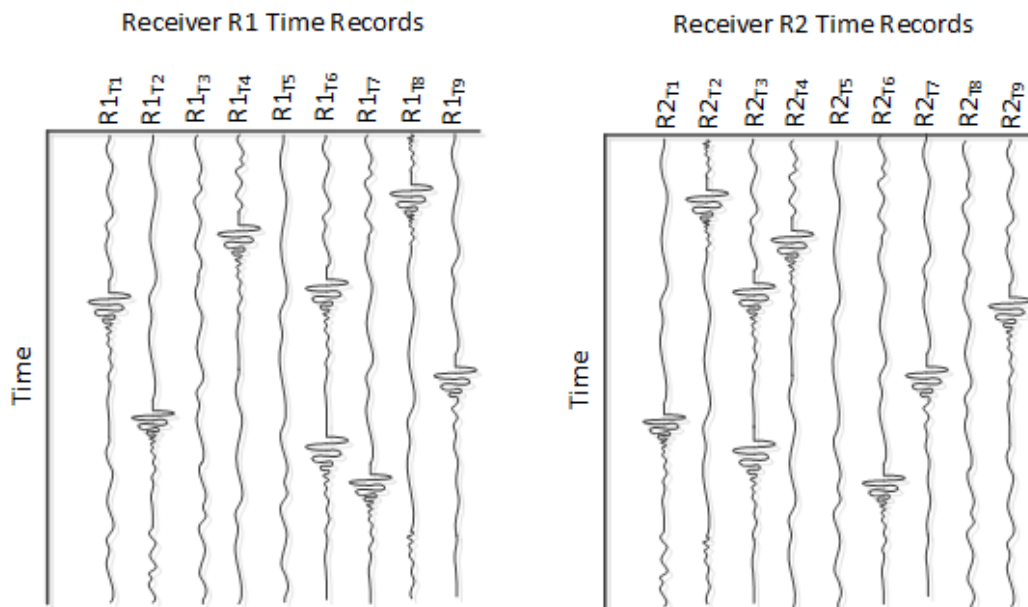 Receiver R1 Time Records
R1T1 R1T2 R1T3 R1T4 R1T5 R1T6 R1T7 R1T8 R1T9
Time
Receiver R2 Time Records
R2T1 R2T2 R2T3 R2T4 R2T5 R2T6 R2T7 R2T8 R2T9
Time